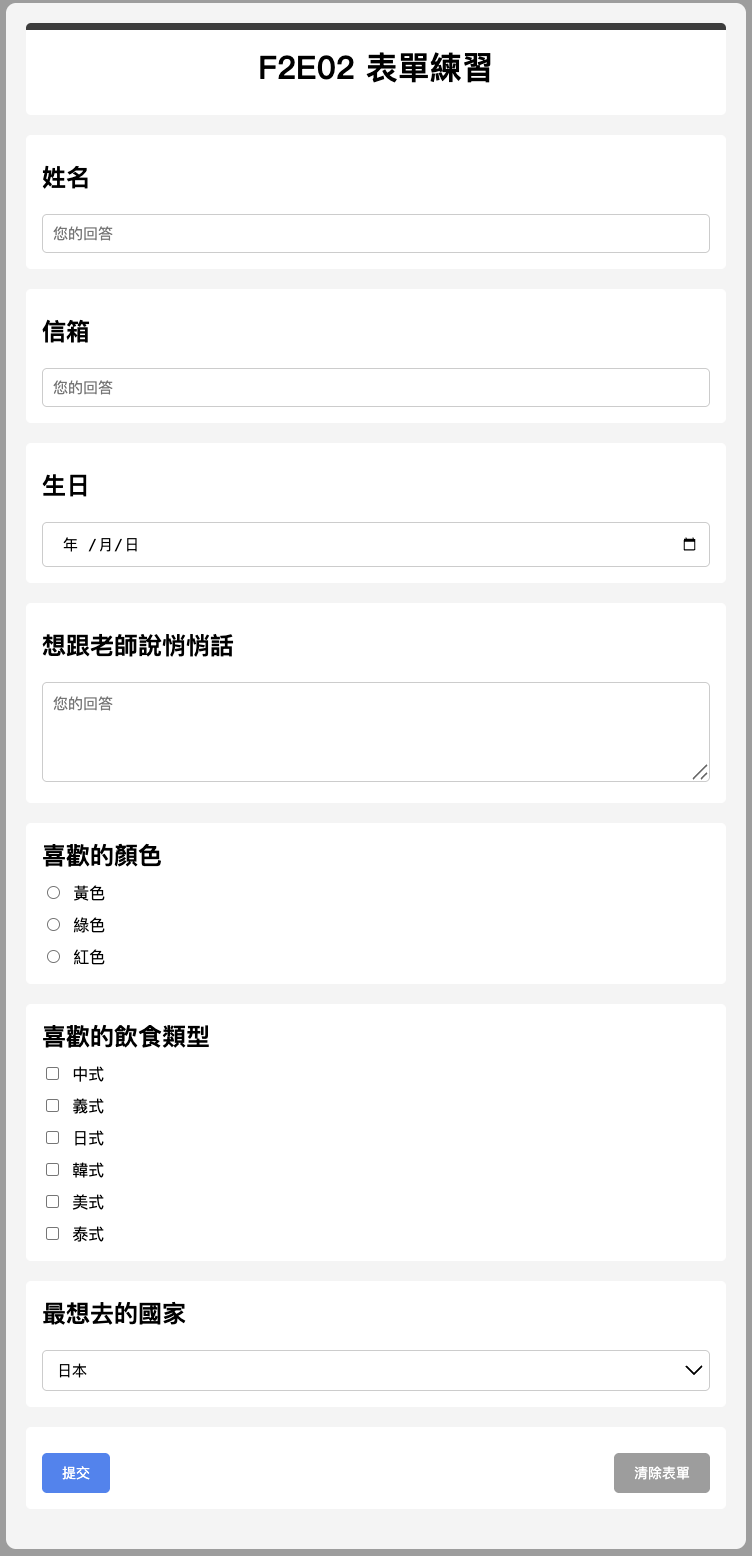 F2E02 表單練習
姓名
您的回答
信箱
您的回答
生日
年 /月/日
想跟老師說悄悄話
您的回答
喜歡的顏色
黃色
綠色
紅色
喜歡的飲食類型
中式
義式
日式
韓式
美式
泰式
最想去的國家
日本
提交
清除表單